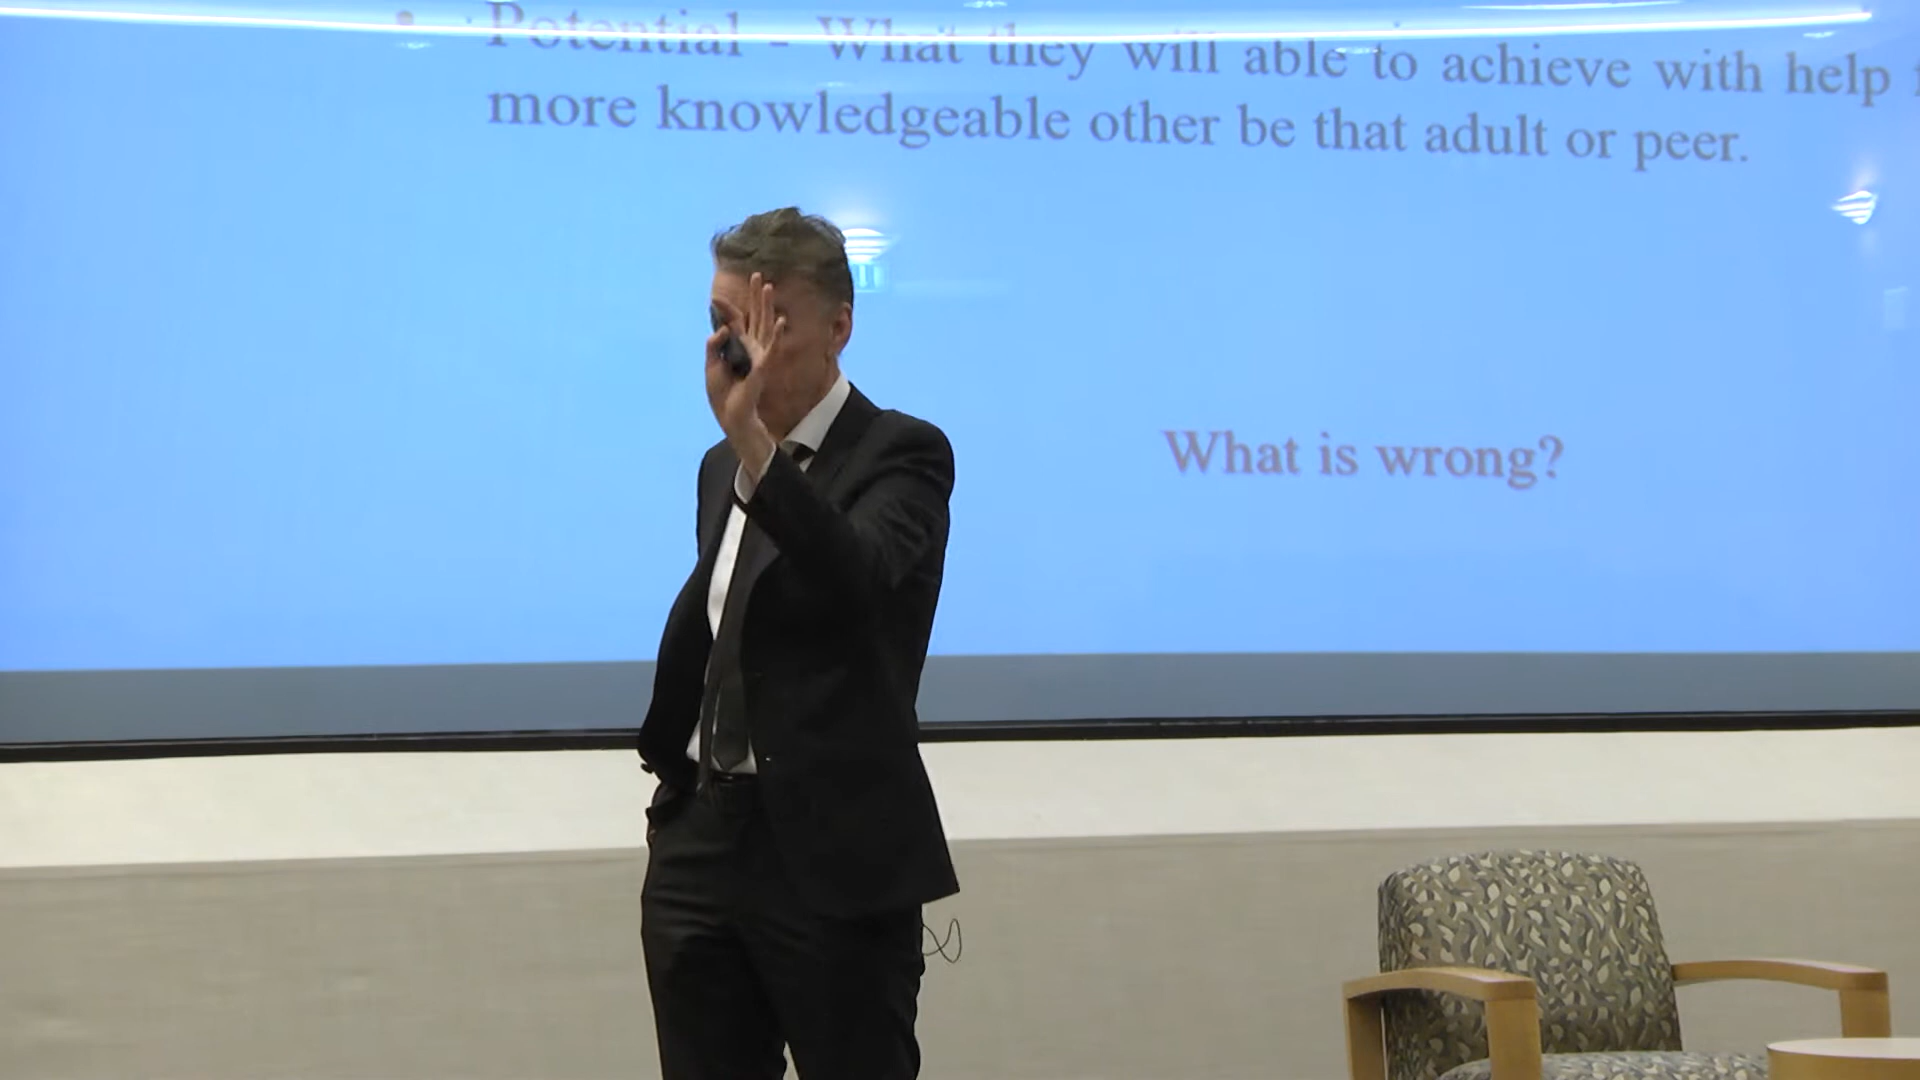 Potential - What they will able to achieve with help
more knowledgeable other be that adult or peer.
What is wrong?